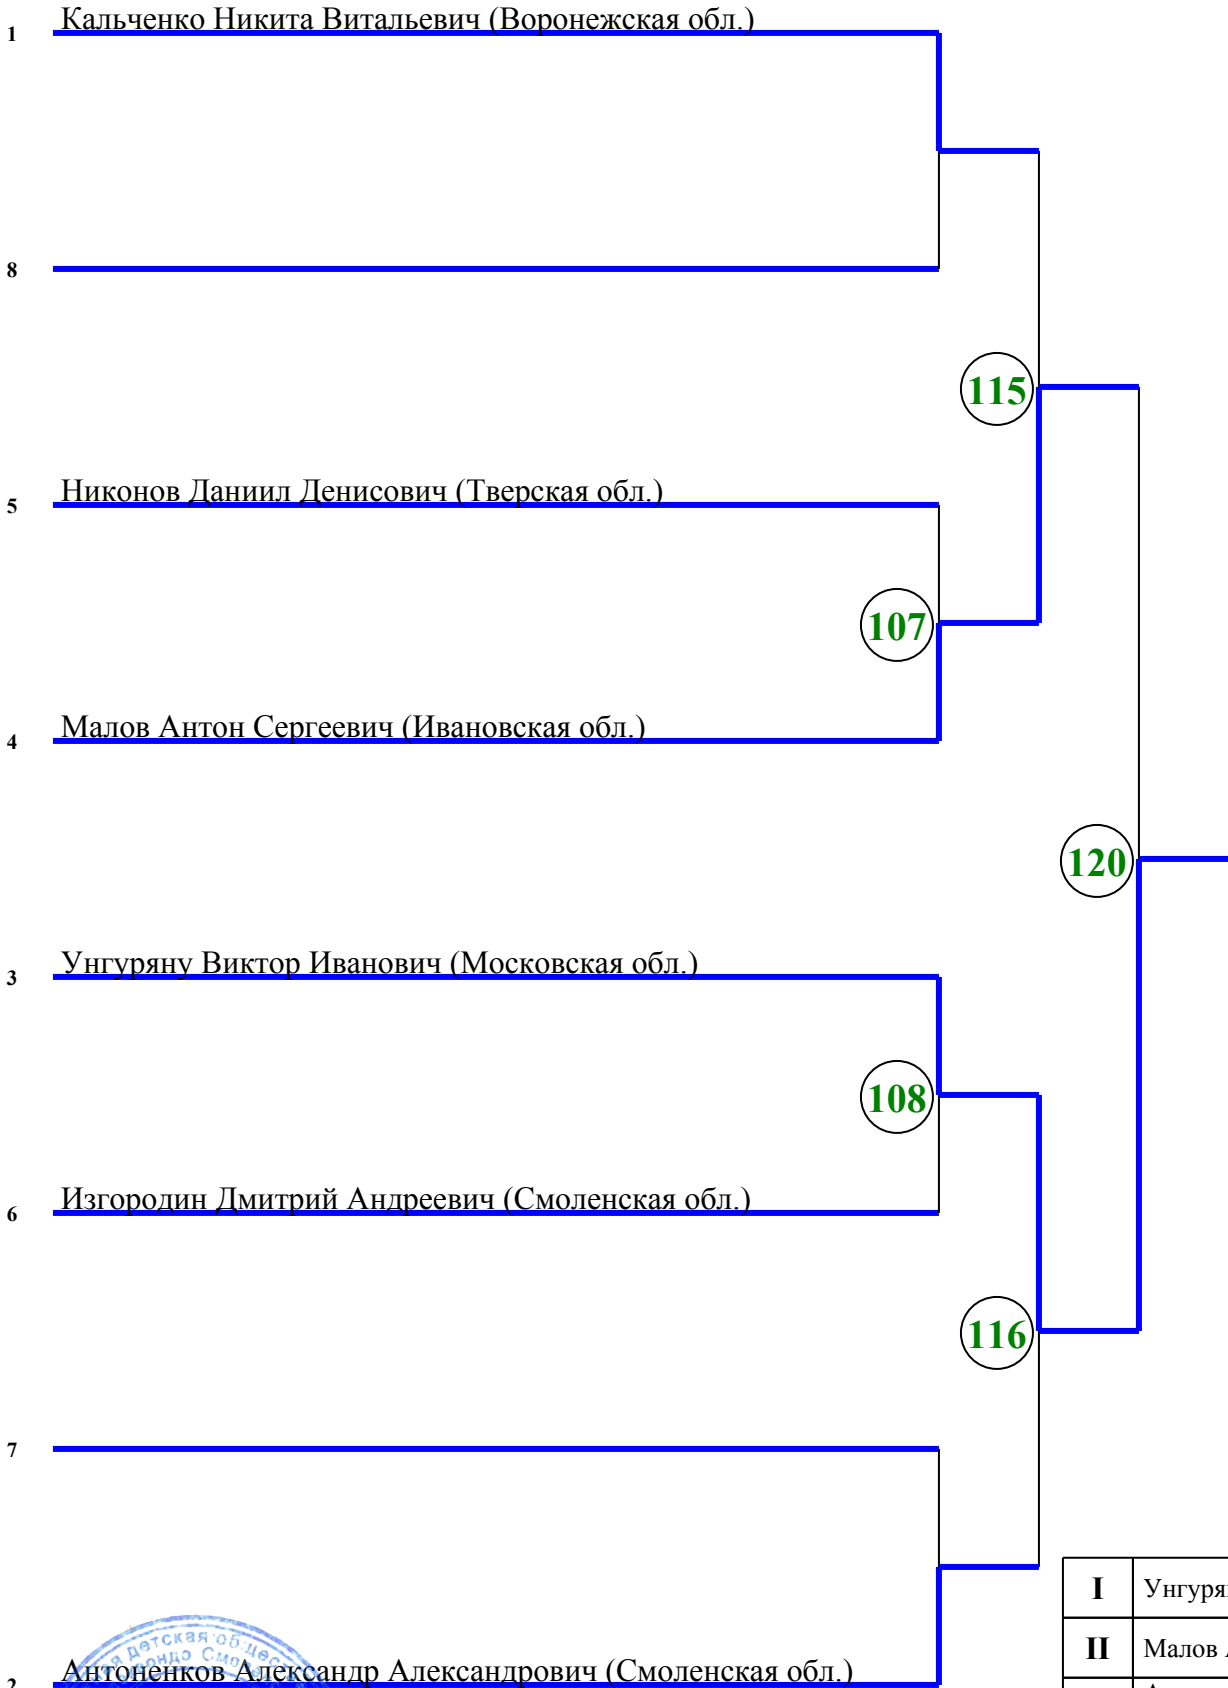 1 Кальченко Никита Витальевич (Воронежская обл.)
8
115
5 Никонов Даниил Денисович (Тверская обл.)
107
4 Малов Антон Сергеевич (Ивановская обл.)
120
3 Унгуряну Виктор Иванович (Московская обл.)
108
6 Изгородин Дмитрий Андреевич (Смоленская обл.)
116
7
I Унгурян
II Малов А
2 Антоненков Александр Александрович (Смоленская обл.)